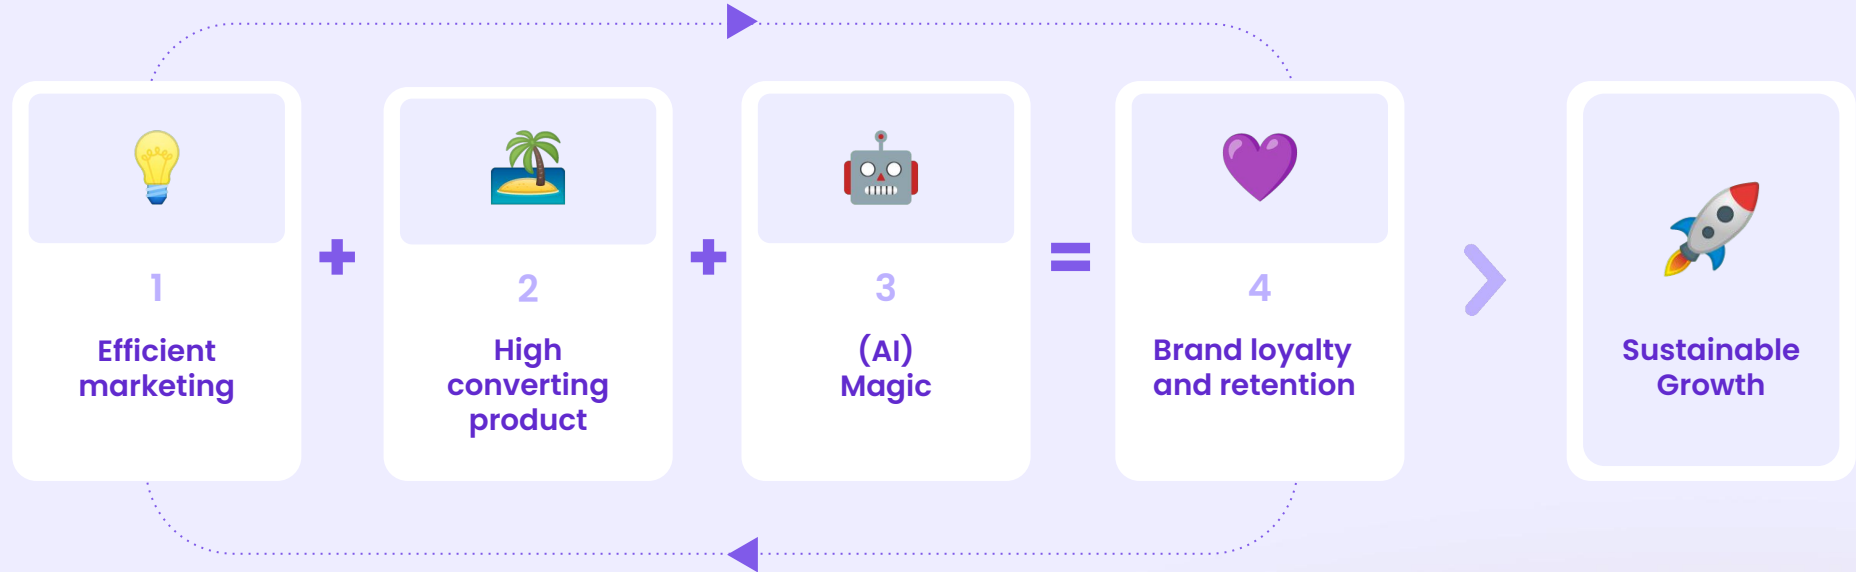 1
Efficient
marketing
+
2
High
converting
product
+
3
(AI)
Magic
=
4
Brand loyalty
and retention
Sustainable
Growth